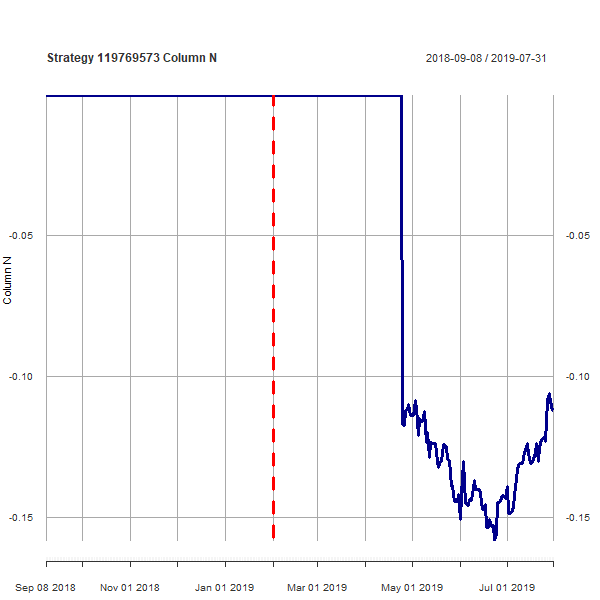 Strategy 119769573 Column N
2018-09-08 / 2019-07-31
-0.05
-0.05
Column N
-0.10
-0.10
-0.15
-0.15
Sep 08 2018
Nov 01 2018
Jan 01 2019
Mar 01 2019
May 01 2019
Jul 01 2019